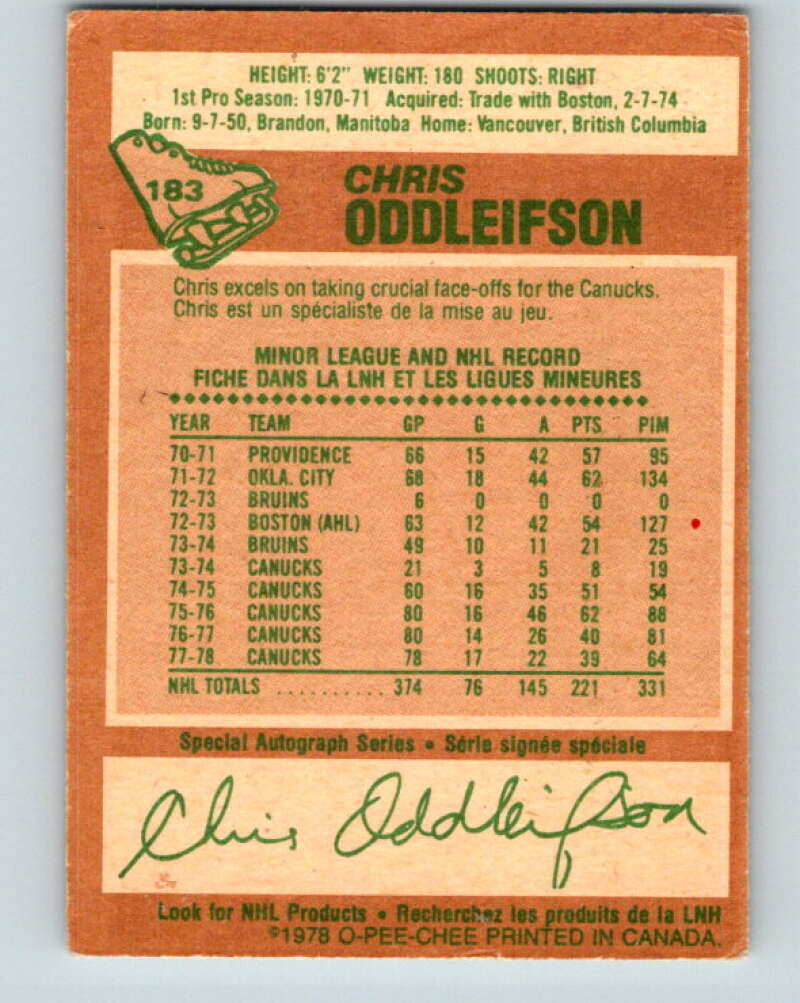 HEIGHT: 6'2" WEIGHT: 180 SHOOTS: RIGHT
1st Pro Season: 1970-71 Acquired: Trade with Boston, 2-7-74
Born: 9-7-50, Brandon, Manitoba Home: Vancouver, British Columbia
183
CHRIS
ODDLEIFSON
Chris excels on taking crucial face-offs for the Canucks.
Chris est un spécialiste de la mise au jeu.
MINOR LEAGUE AND NHL RECORD
FICHE DANS LA LNH ET LES LIGUES MINEURES
YEAR TEAM GP G A PTS PIM
70-71 PROVIDENCE 66 15 42 57 95
71-72 OKLA. CITY 68 18 44 62 134
72-73 BRUINS 6 0 0 0 0
72-73 BOSTON (AHL) 63 12 42 54 127
73-74 BRUINS 49 10 11 21 25
73-74 CANUCKS 21 3 5 8 19
74-75 CANUCKS 60 16 35 51 54
75-76 CANUCKS 80 16 46 62 88
76-77 CANUCKS 80 14 26 40 81
77-78 CANUCKS 78 17 22 39 64
NHL TOTALS .......... 374 76 145 221 331
Special Autograph Series • Série signée spéciale
Chris Oddleifson
Look for NHL Products • Recherchez les produits de la LNH
©1978 O-PEE-CHEE PRINTED IN CANADA.